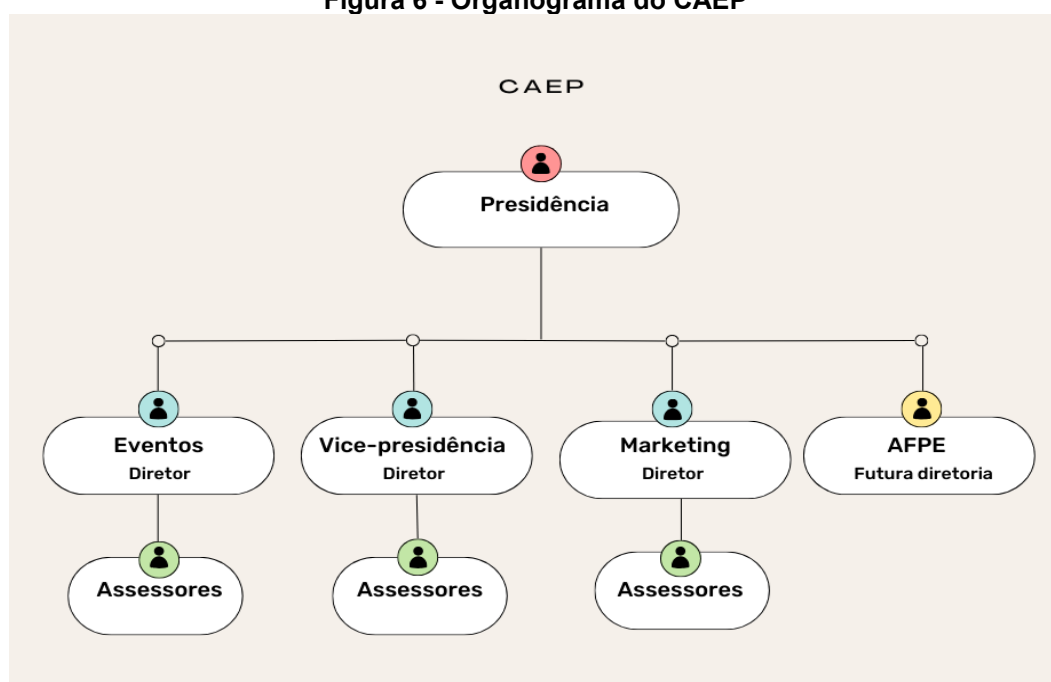 Figura 6 - Organograma do CAEP
CAEP
Presidência
Eventos
Diretor
Vice-presidência
Diretor
Marketing
Diretor
AFPE
Futura diretoria
Assessores
Assessores
Assessores